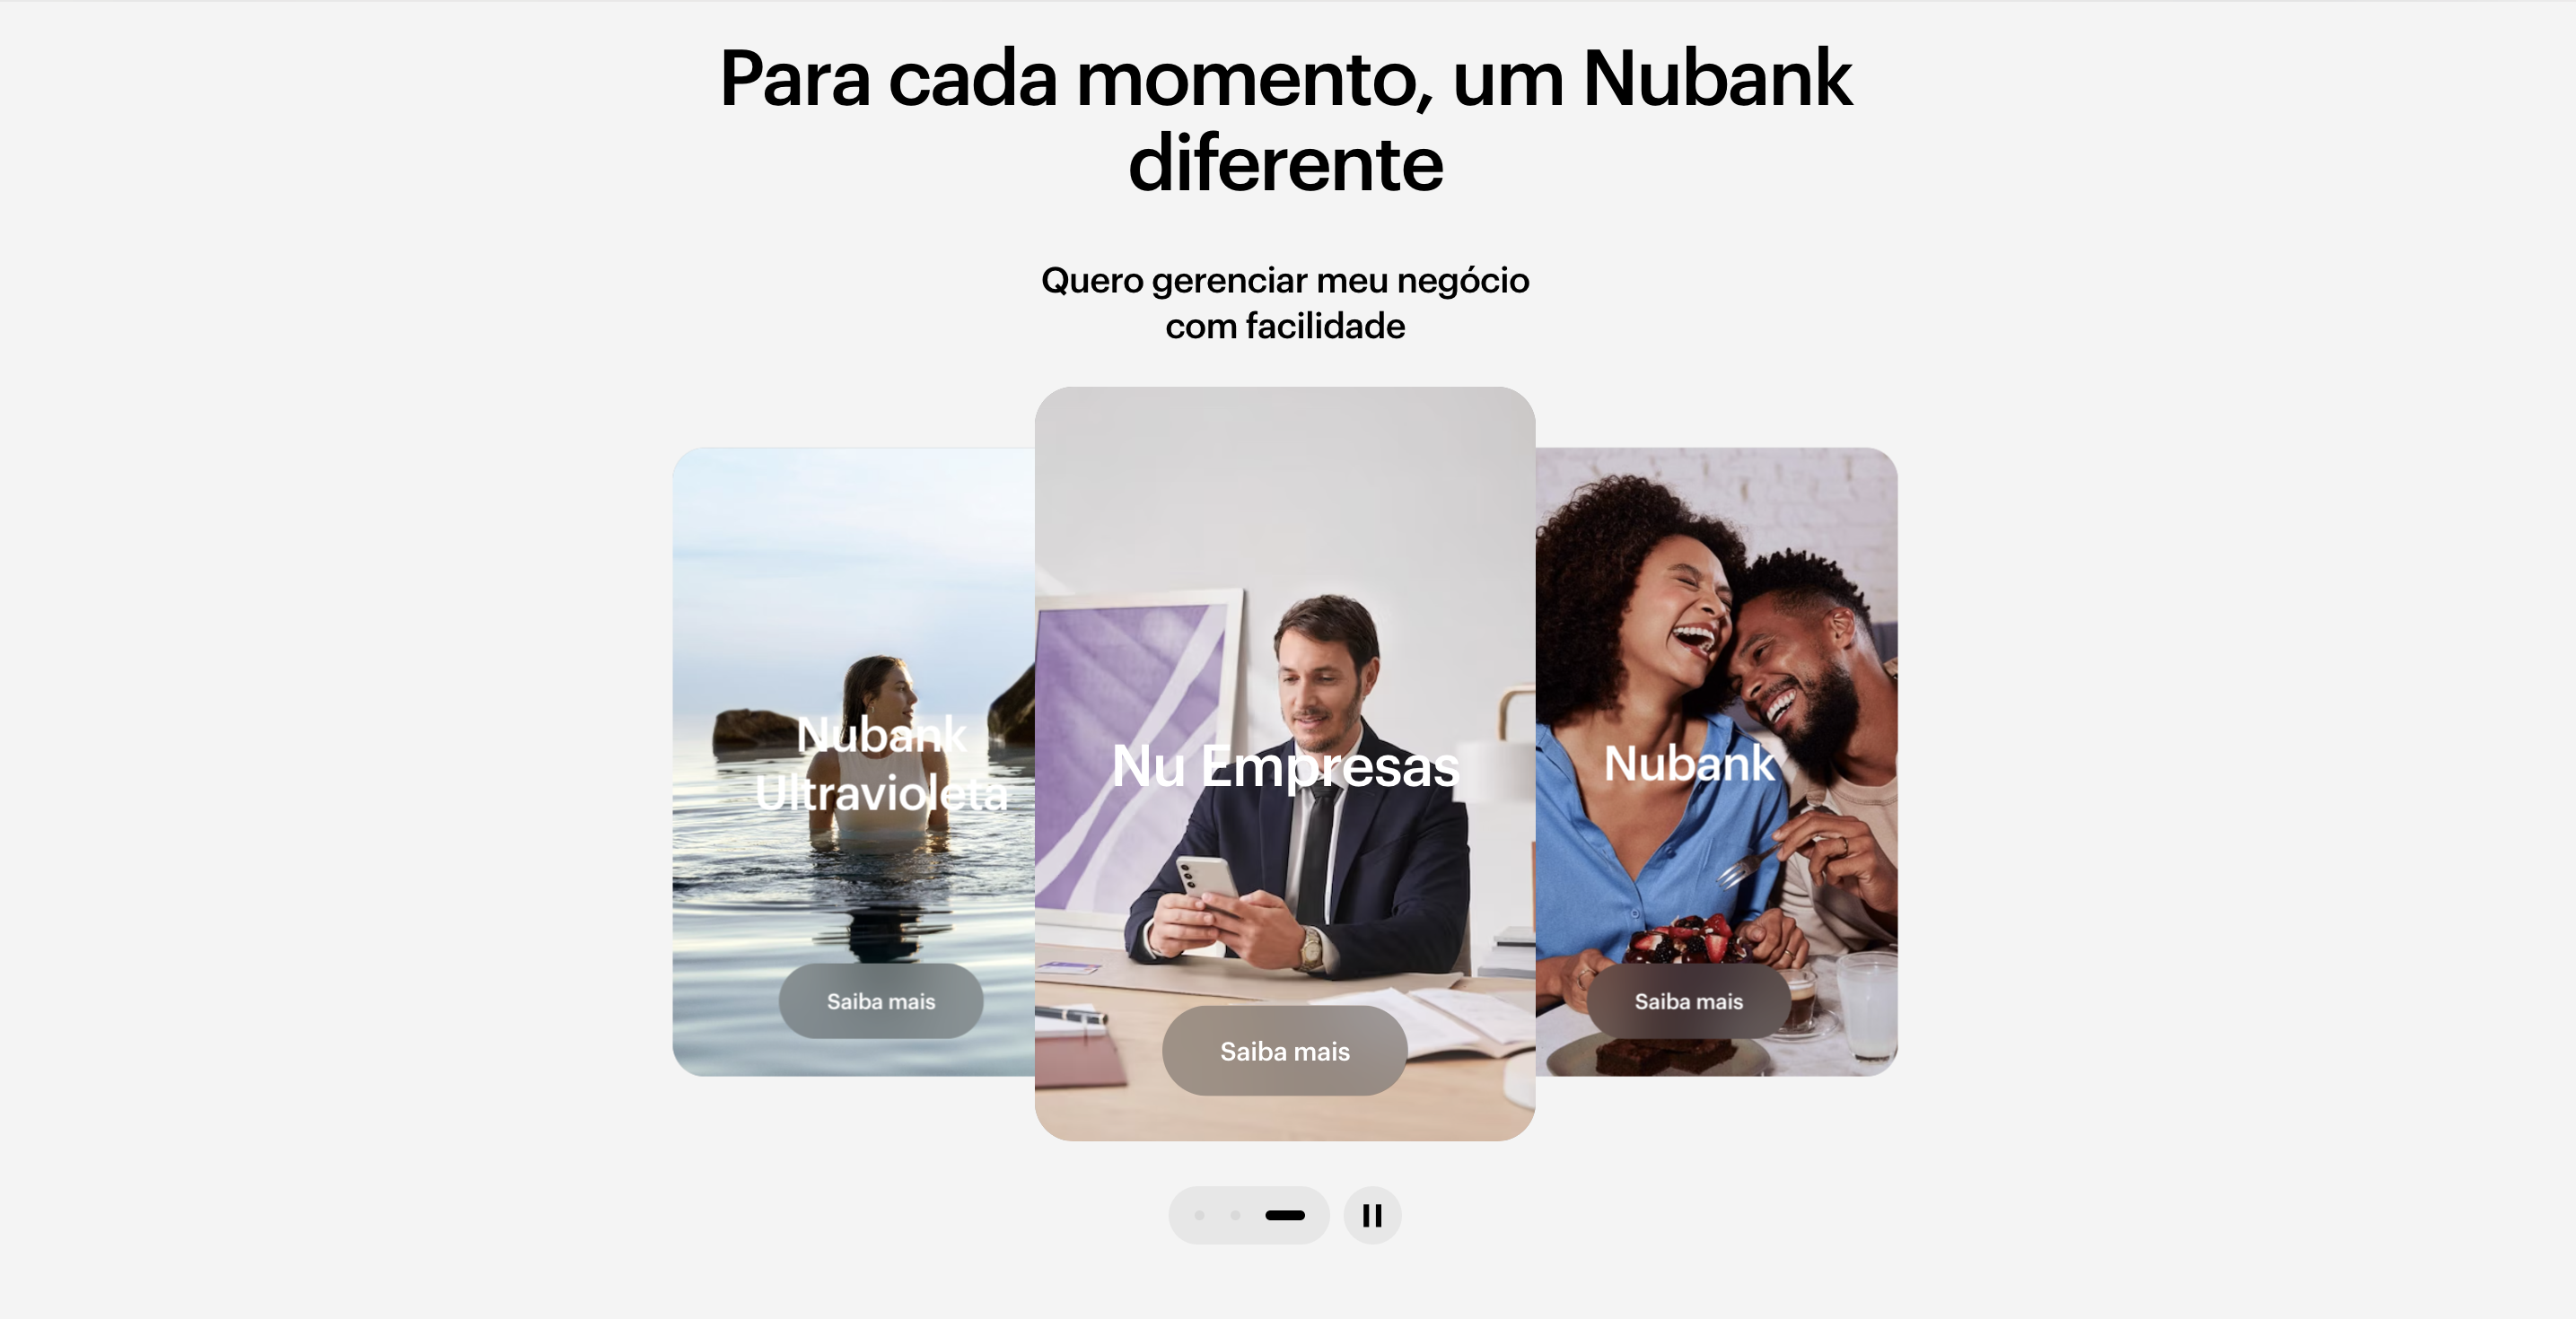 Para cada momento, um Nubank
diferente
Quero gerenciar meu negócio
com facilidade
Nubank
Ultravioleta
Saiba mais
Nu Empresas
Saiba mais
Nubank
Saiba mais